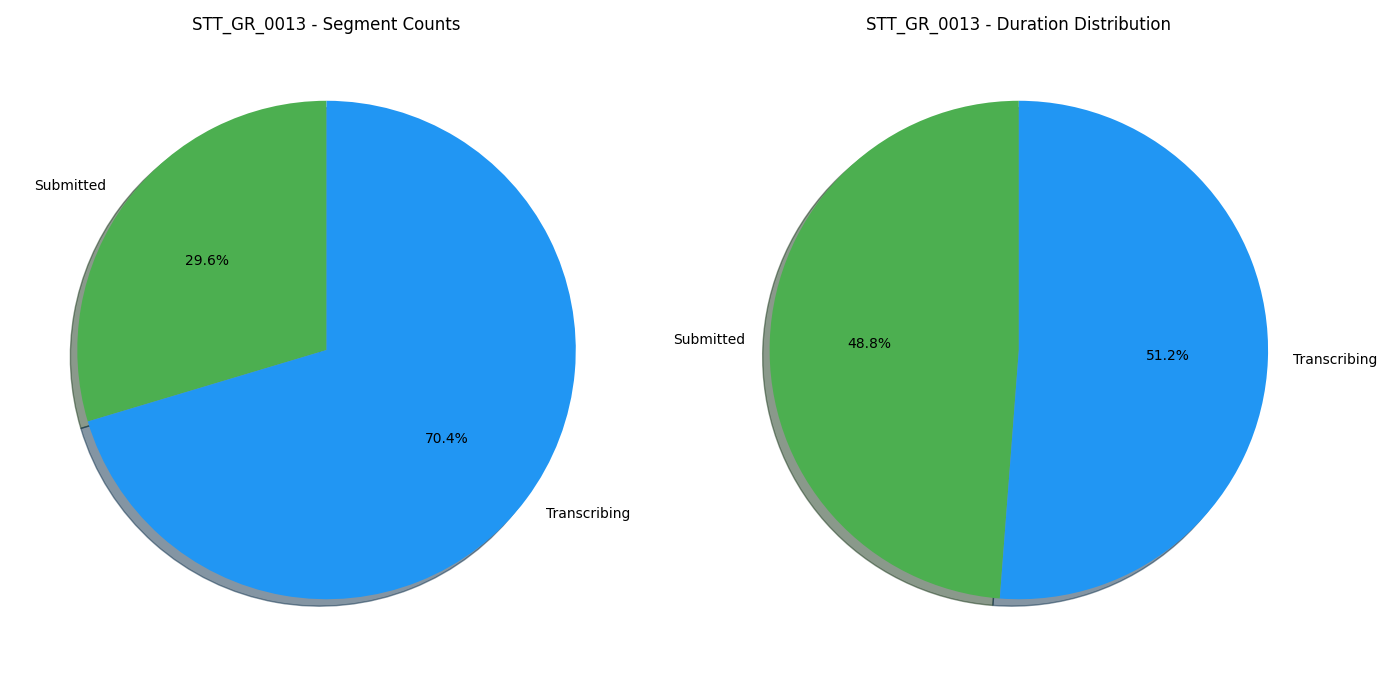 STT_GR_0013 - Segment Counts
Submitted
29.6%
70.4%
Transcribing
STT_GR_0013 - Duration Distribution
Submitted
48.8%
51.2%
Transcribing